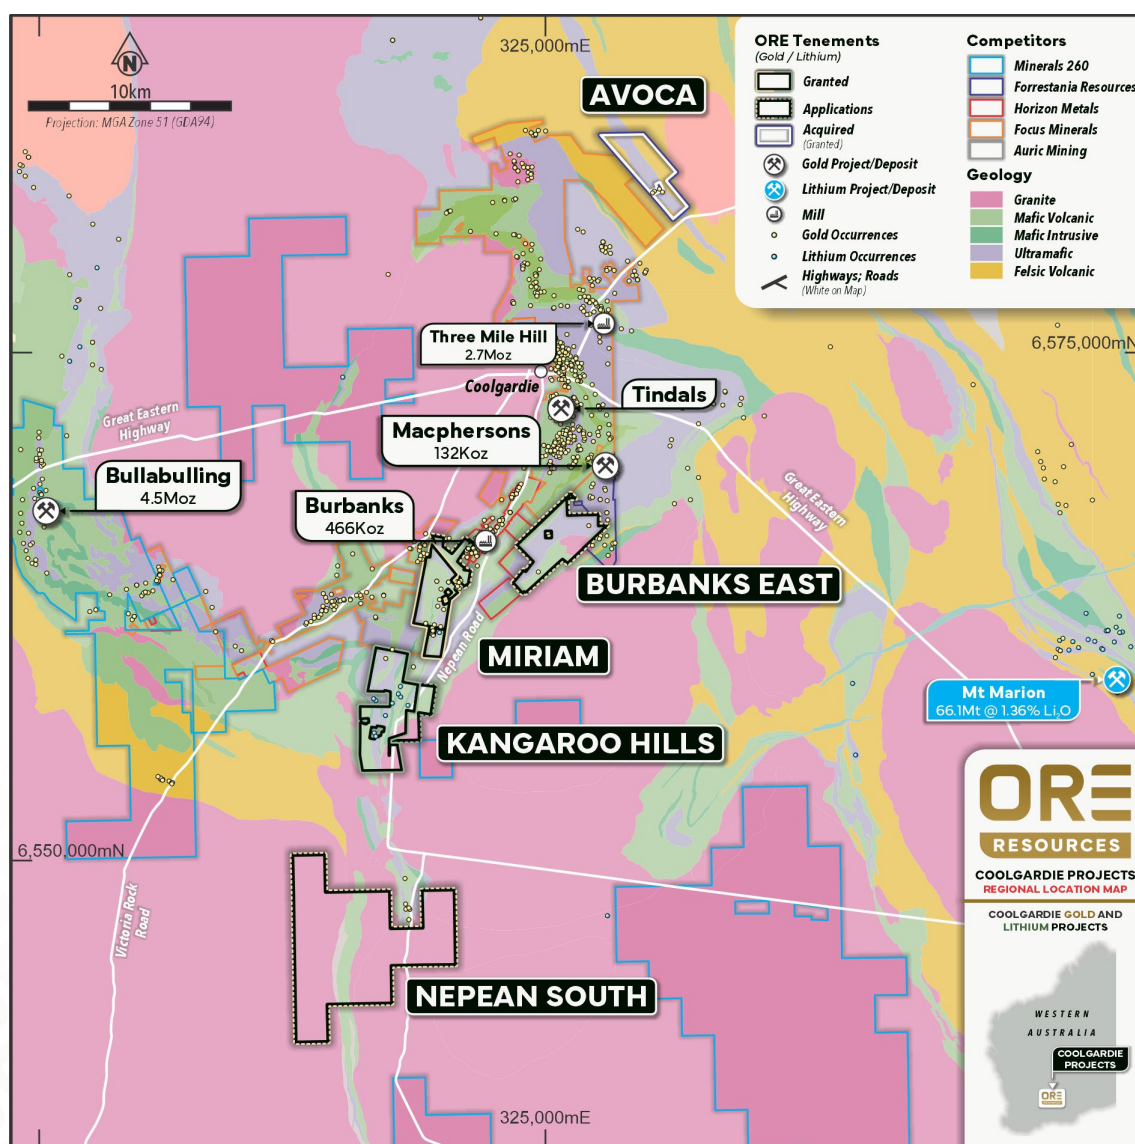 325,000mE
N
10km
Projection: MGA Zone 51 (GDA94)
AVOCA
ORE Tenements
(Gold / Lithium)
Granted
Applications
Acquired
(Granted)
Gold Project/Deposit
Lithium Project/Deposit
Mill
Gold Occurrences
Lithium Occurrences
Highways; Roads
(White on Map)
Competitors
Minerals 260
Forrestania Resources
Horizon Metals
Focus Minerals
Auric Mining
Geology
Granite
Mafic Volcanic
Mafic Intrusive
Ultramafic
Felsic Volcanic
6,575,000mN
Three Mile Hill
2.7Moz
Coolgardie
Tindals
Great Eastern
Highway
Macphersons
132Koz
Bullabulling
4.5Moz
Burbanks
466Koz
Great Eastern
Highway
BURBANKS EAST
MIRIAM
Nepean Road
Mt Marion
66.1Mt @ 1.36% Li₂O
KANGAROO HILLS
6,550,000mN
Victoria Rock
Road
NEPEAN SOUTH
325,000mE
ORE
RESOURCES
COOLGARDIE PROJECTS
REGIONAL LOCATION MAP
COOLGARDIE GOLD AND
LITHIUM PROJECTS
WESTERN
AUSTRALIA
COOLGARDIE
PROJECTS
ORE